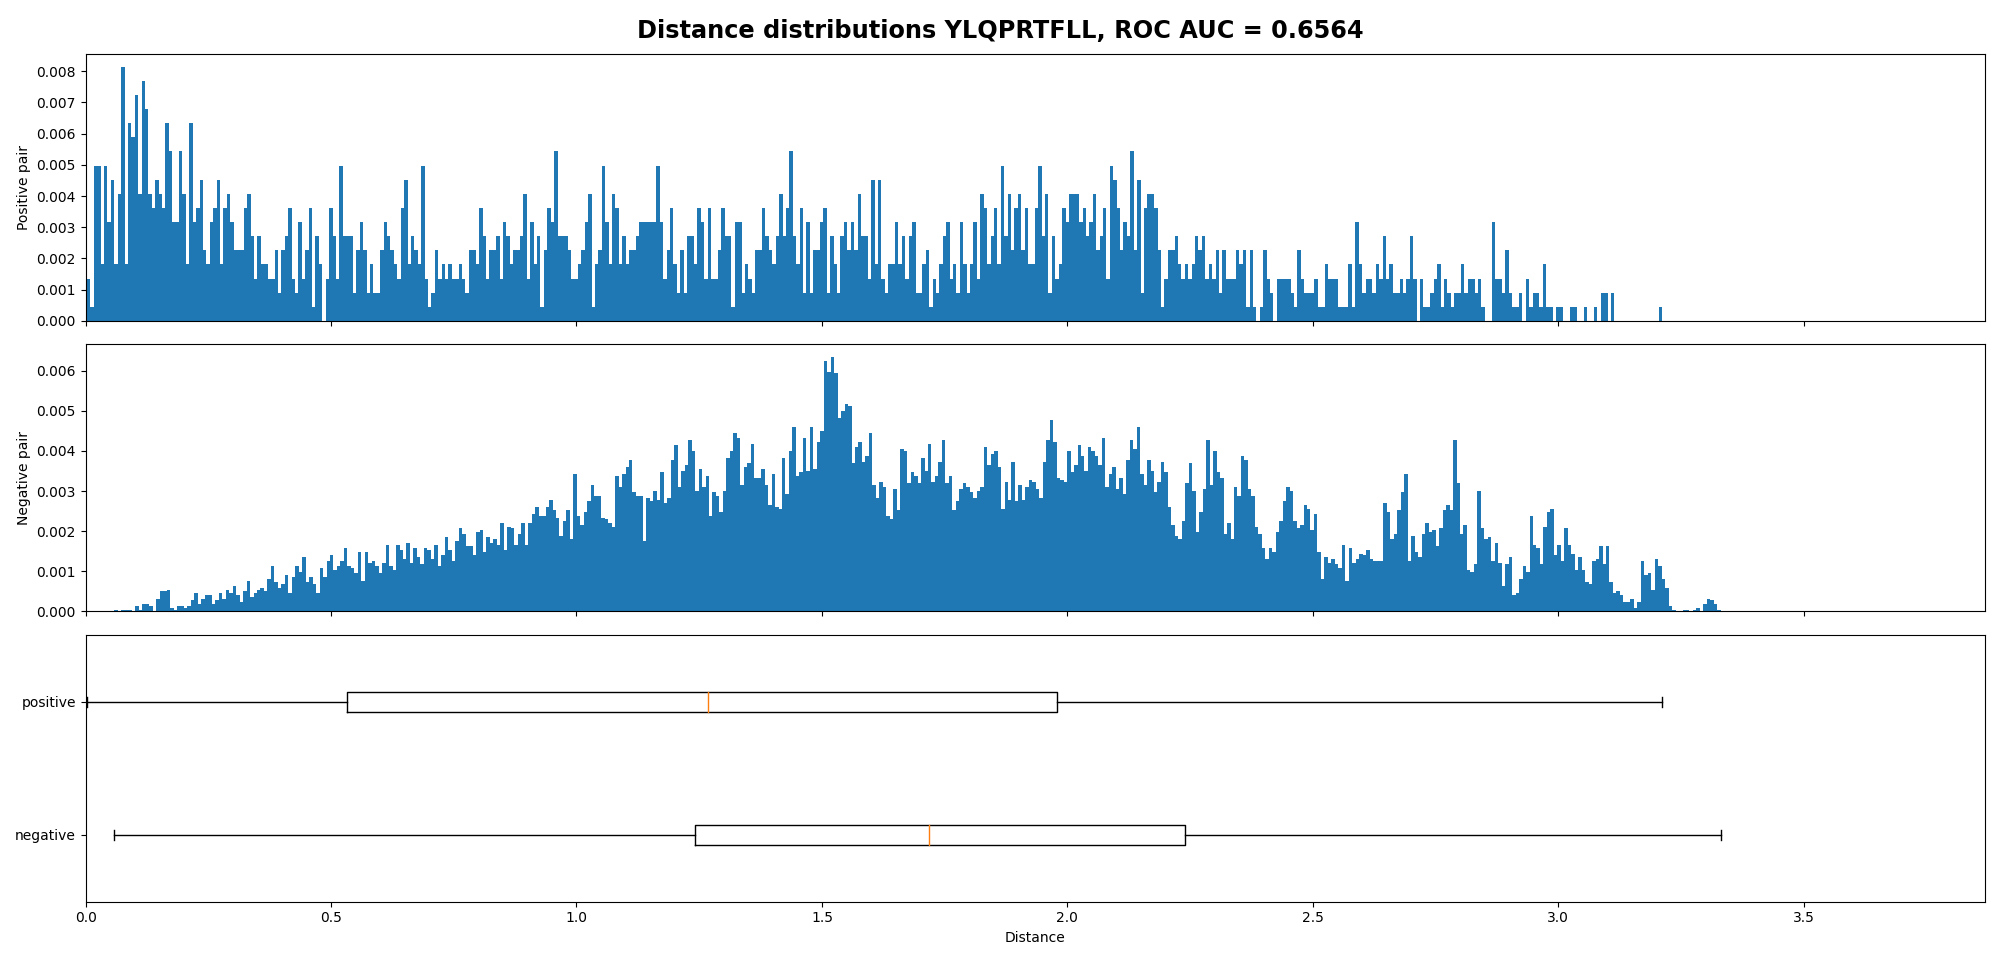 Distance distributions YLQPRTFLL, ROC AUC = 0.6564
0.008
0.007
0.006
0.005
0.004
0.003
0.002
0.001
0.000
Positive pair
0.006
0.005
0.004
0.003
0.002
0.001
0.000
Negative pair
positive
negative
0.0 0.5 1.0 1.5 2.0 2.5 3.0 3.5
Distance